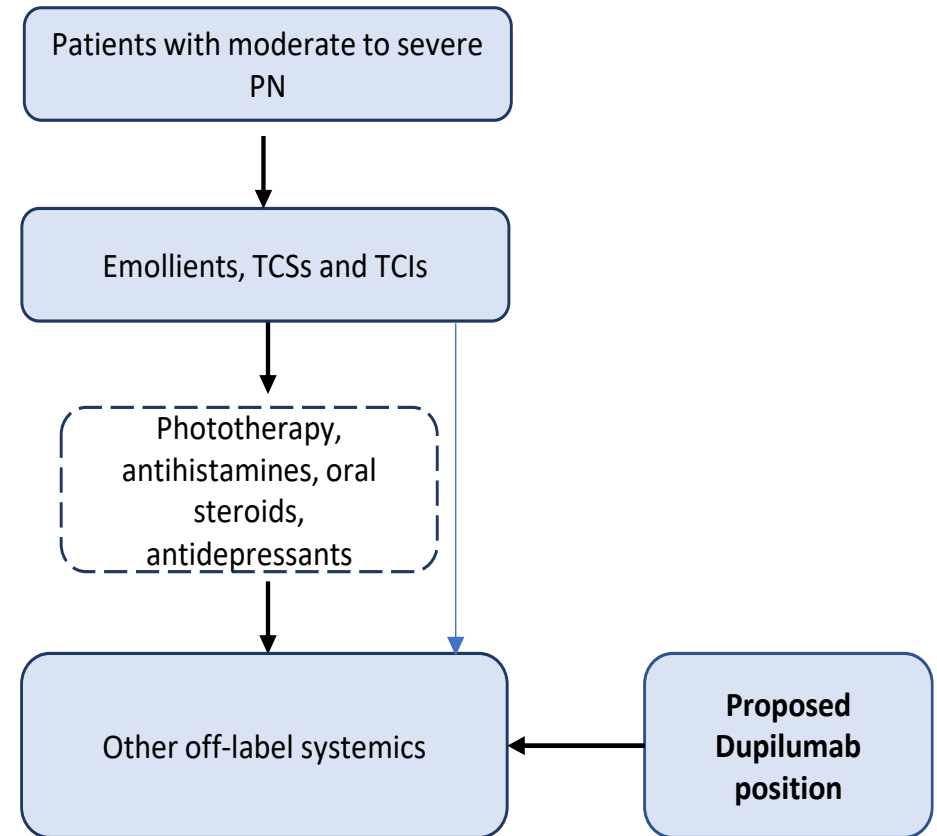 Patients with moderate to severe
PN
Emollients, TCSs and TCIs
Phototherapy,
antihistamines, oral
steroids,
antidepressants
Other off-label systemics
Proposed
Dupilumab
position